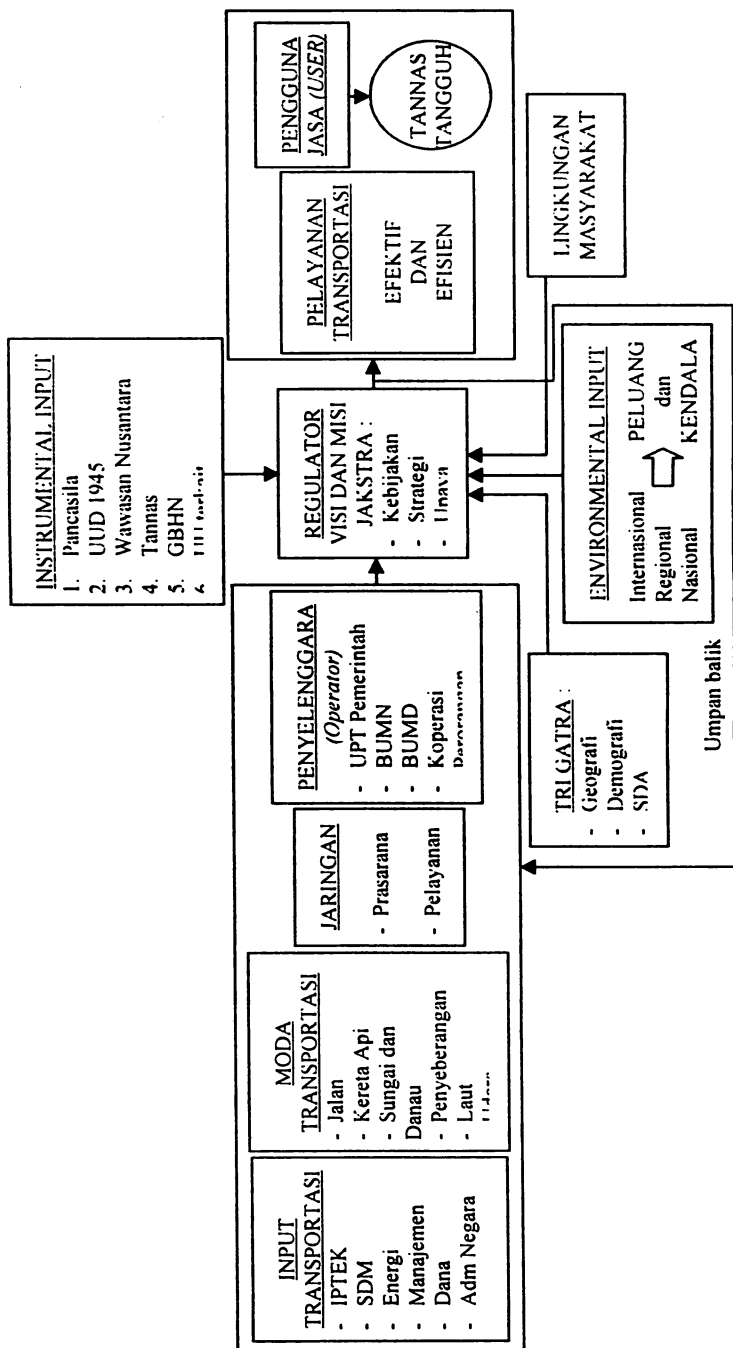 INSTRUMENTAL INPUT
1. Pancasila
2. UUD 1945
3. Wawasan Nusantara
4. Tannas
5. GBHN
INPUT
TRANSPORTASI
- IPTEK
- SDM
- Energi
- Manajemen
- Dana
- Adm Negara
MODA
TRANSPORTASI
- Jalan
- Kereta Api
- Sungai dan
Danau
- Penyeberangan
- Laut
JARINGAN
- Prasarana
- Pelayanan
PENYELENGGARA
(Operator)
- UPT Pemerintah
- BUMN
- BUMD
- Koperasi
REGULATOR
VISI DAN MISI
JAKSTRA :
- Kebijakan
- Strategi
- Upaya
PELAYANAN
TRANSPORTASI
EFEKTIF
DAN
EFISIEN
PENGGUNA
JASA (USER)
TANNAS
TANGGUH
TRI GATRA :
- Geografi
- Demografi
- SDA
ENVIRONMENTAL INPUT
Internasional
Regional
Nasional
PELUANG
dan
KENDALA
LINGKUNGAN
MASYARAKAT
Umpan balik